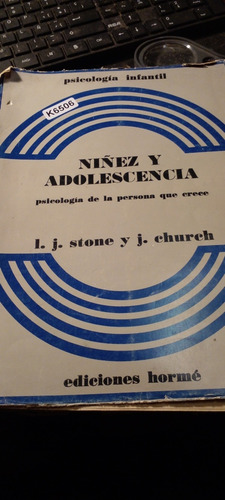 psicología infantil
K6506
NIÑEZ Y
ADOLESCENCIA
psicología de la persona que crece
l. j. stone y j. church
ediciones hormé